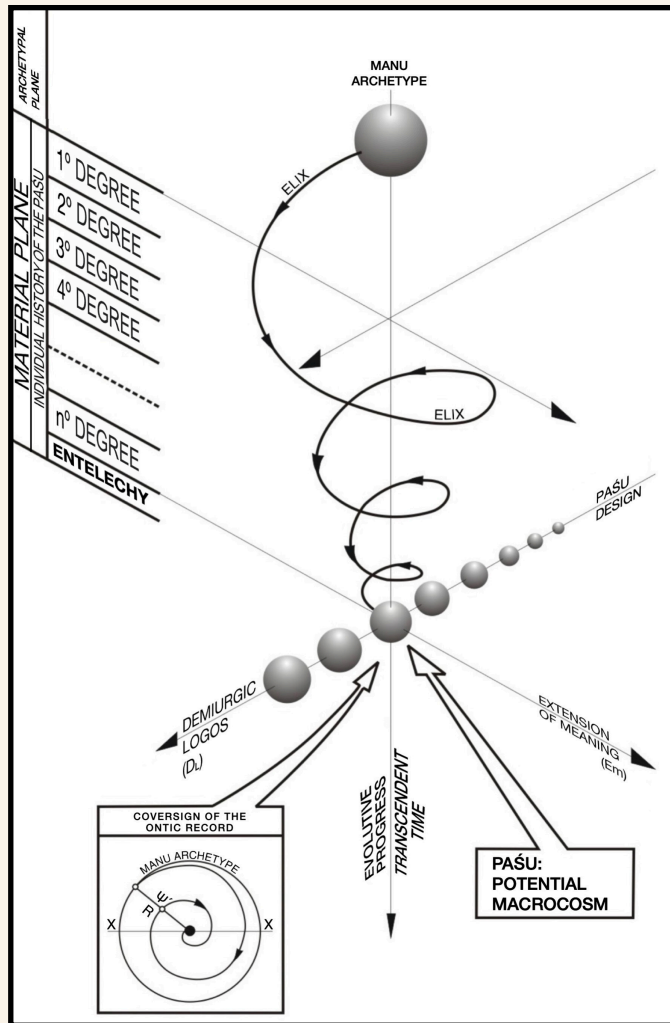 MANU
ARCHETYPE
ARCHETYPAL
PLANE
MATERIAL PLANE
INDIVIDUAL HISTORY OF THE PAŚU
1º DEGREE
2º DEGREE
3º DEGREE
4º DEGREE
nº DEGREE
ENTELECHY
ELIX
ELIX
PAŚU
DESIGN
DEMIURGIC
LOGOS
(DL)
EXTENSION
OF MEANING
(Em)
EVOLUTIVE
PROGRESS
TRANSCENDENT
TIME
COVERSIGN OF THE
ONTIC RECORD
MANU ARCHETYPE
Ψ
R
X
X
PAŚU:
POTENTIAL
MACROCOSM